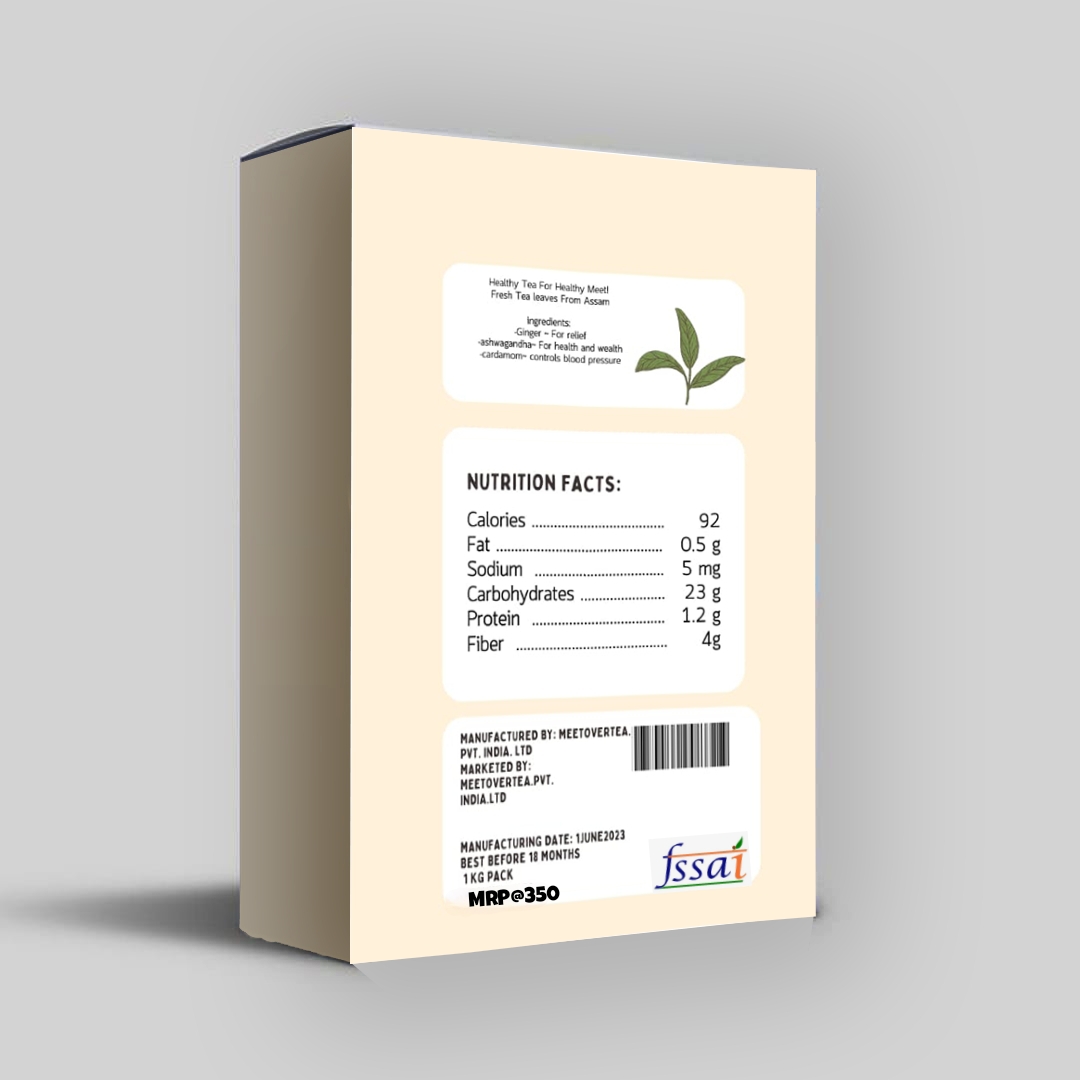 Healthy Tea For Healthy Meet!
Fresh Tea leaves From Assam
Ingredients:
-Ginger - For relief
-ashwagandha- For health and wealth
-cardamom- controls blood pressure
NUTRITION FACTS:
Calories ................................... 92
Fat ............................................. 0.5 g
Sodium ................................... 5 mg
Carbohydrates ....................... 23 g
Protein .................................... 1.2 g
Fiber ........................................ 4g
MANUFACTURED BY: MEETOVERTEA.
PVT. INDIA. LTD
MARKETED BY:
MEETOVERTEA.PVT.
INDIA.LTD
MANUFACTURING DATE: 1JUNE2023
BEST BEFORE 18 MONTHS
1 KG PACK
MRP@350
fssai